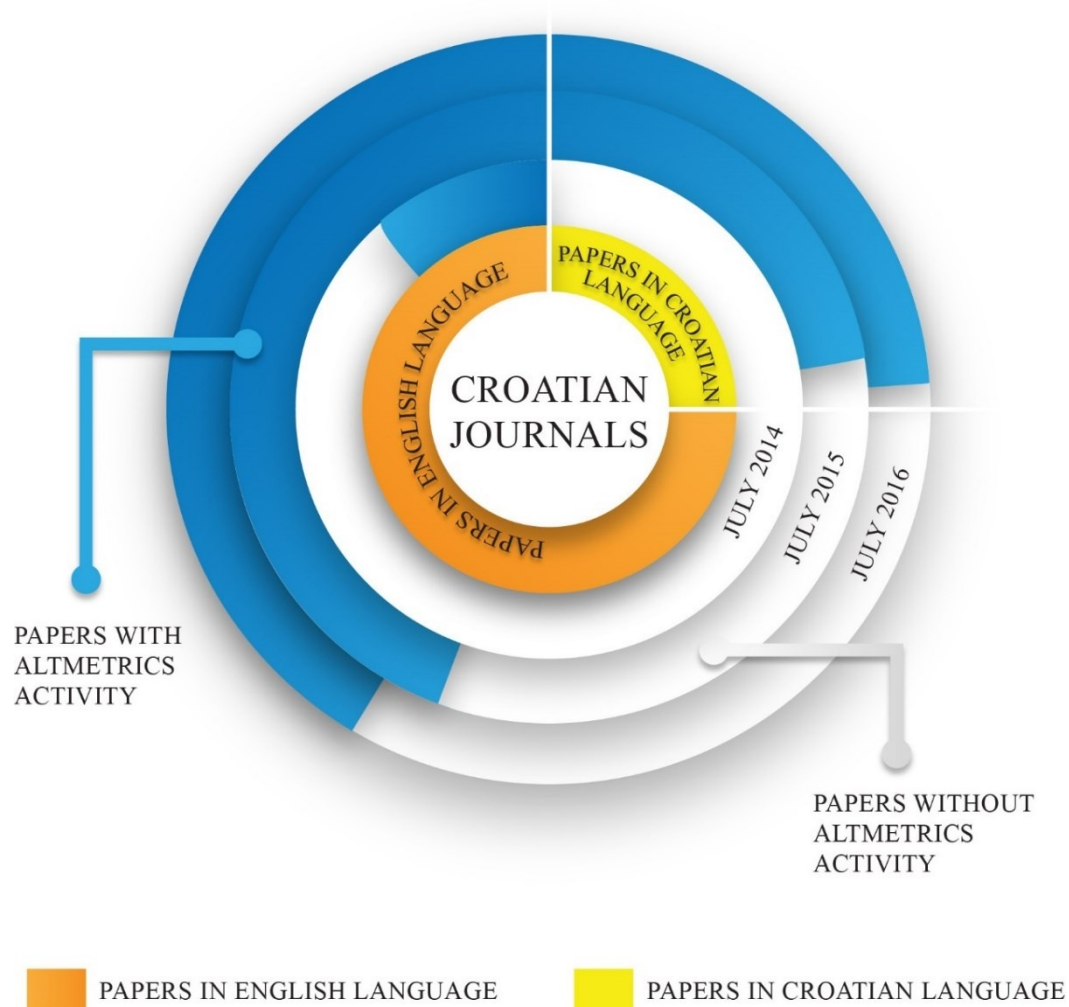 PAPERS IN CROATIAN
LANGUAGE
PAPERS IN ENGLISH LANGUAGE
CROATIAN
JOURNALS
JULY 2014
JULY 2015
JULY 2016
PAPERS WITH
ALTMETRICS
ACTIVITY
PAPERS WITHOUT
ALTMETRICS
ACTIVITY
PAPERS IN ENGLISH LANGUAGE
PAPERS IN CROATIAN LANGUAGE